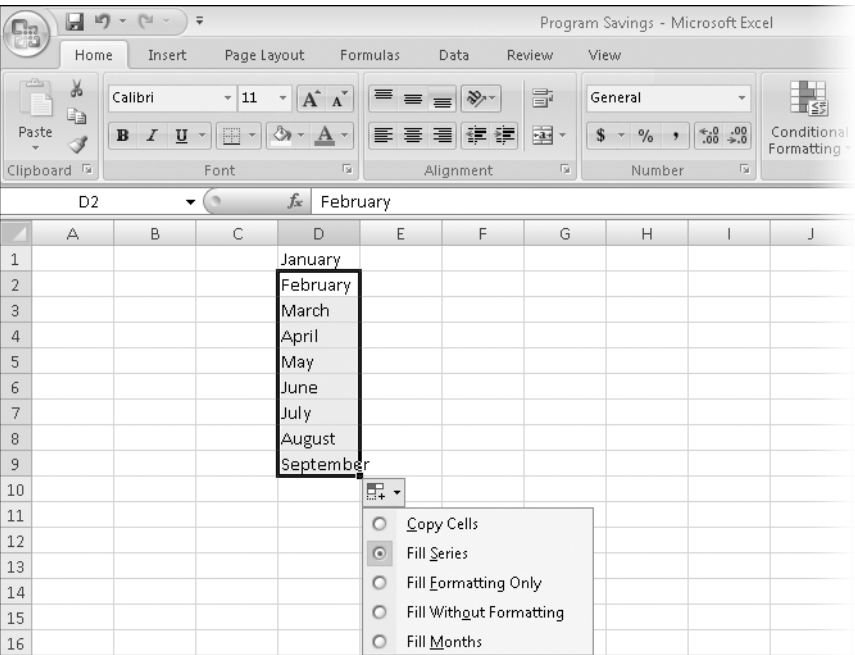 Program Savings - Microsoft Excel
Home Insert Page Layout Formulas Data Review View
Calibri 11 A A General
Paste B I U A a $ % , .00 .0 Conditional Formatting
Clipboard Font Alignment Number
D2 fx February
A B C D E F G H I J
1 January
2 February
3 March
4 April
5 May
6 June
7 July
8 August
9 September
10
11 Copy Cells
12 Fill Series
13 Fill Formatting Only
14
15 Fill Without Formatting
16 Fill Months